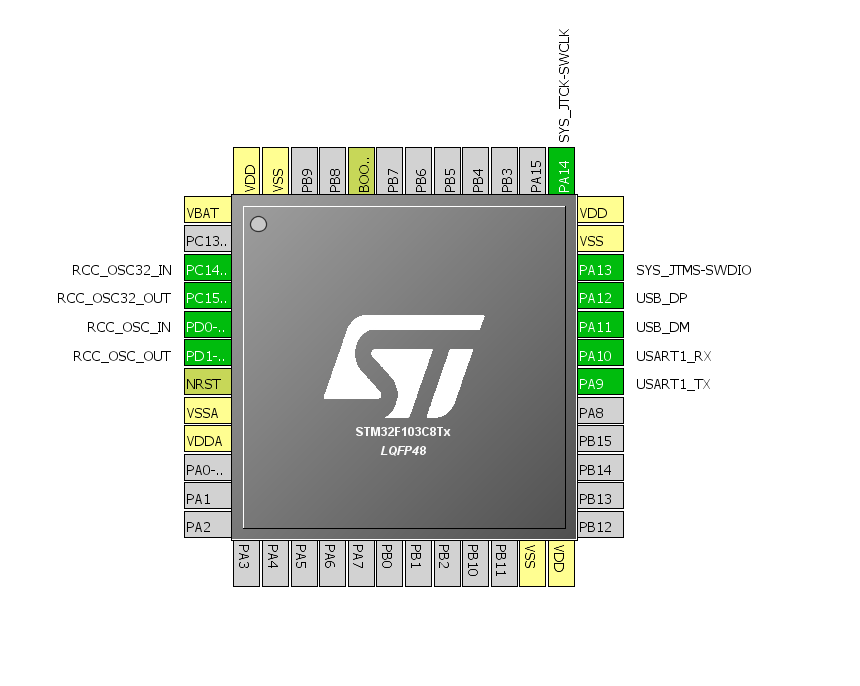 SYS_JTCK-SWCLK
VDD
VSS
PB9
PB8
BOO..
PB7
PB6
PB5
PB4
PB3
PA15
PA14
VBAT
PC13..
RCC_OSC32_IN PC14..
RCC_OSC32_OUT PC15..
RCC_OSC_IN PD0-..
RCC_OSC_OUT PD1-..
NRST
VSSA
VDDA
PA0-..
PA1
PA2
ST
STM32F103C8Tx
LQFP48
VDD
VSS
PA13 SYS_JTMS-SWDIO
PA12 USB_DP
PA11 USB_DM
PA10 USART1_RX
PA9 USART1_TX
PA8
PB15
PB14
PB13
PB12
PA3
PA4
PA5
PA6
PA7
PB0
PB1
PB2
PB10
PB11
VSS
VDD